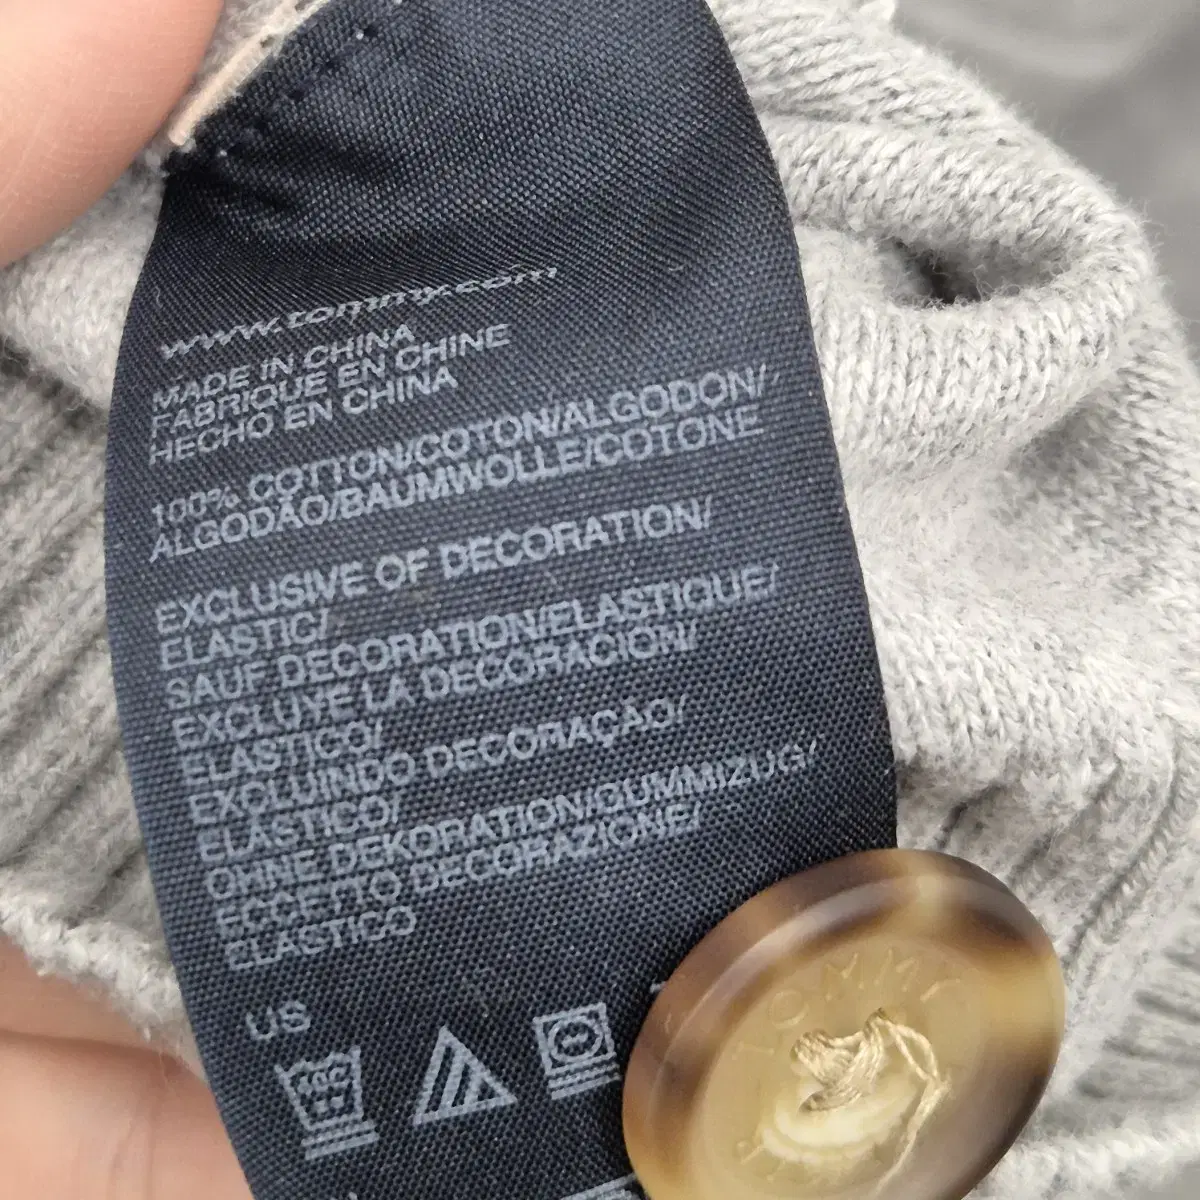 www.tommy.com
MADE IN CHINA
FABRIQUE EN CHINE
HECHO EN CHINA
100% COTTON/COTON/ALGODON/
ALGODÃO/BAUMWOLLE/COTONE
EXCLUSIVE OF DECORATION/
ELASTIC/
SAUF DECORATION/ELASTIQUE/
EXCLUYE LA DECORACION/
ELASTICO/
EXCLUINDO DECORAÇÃO/
ELASTICO/
OHNE DEKORATION/GUMMIZUG/
ECCETTO DECORAZIONE/
ELASTICO
US
TOMMY